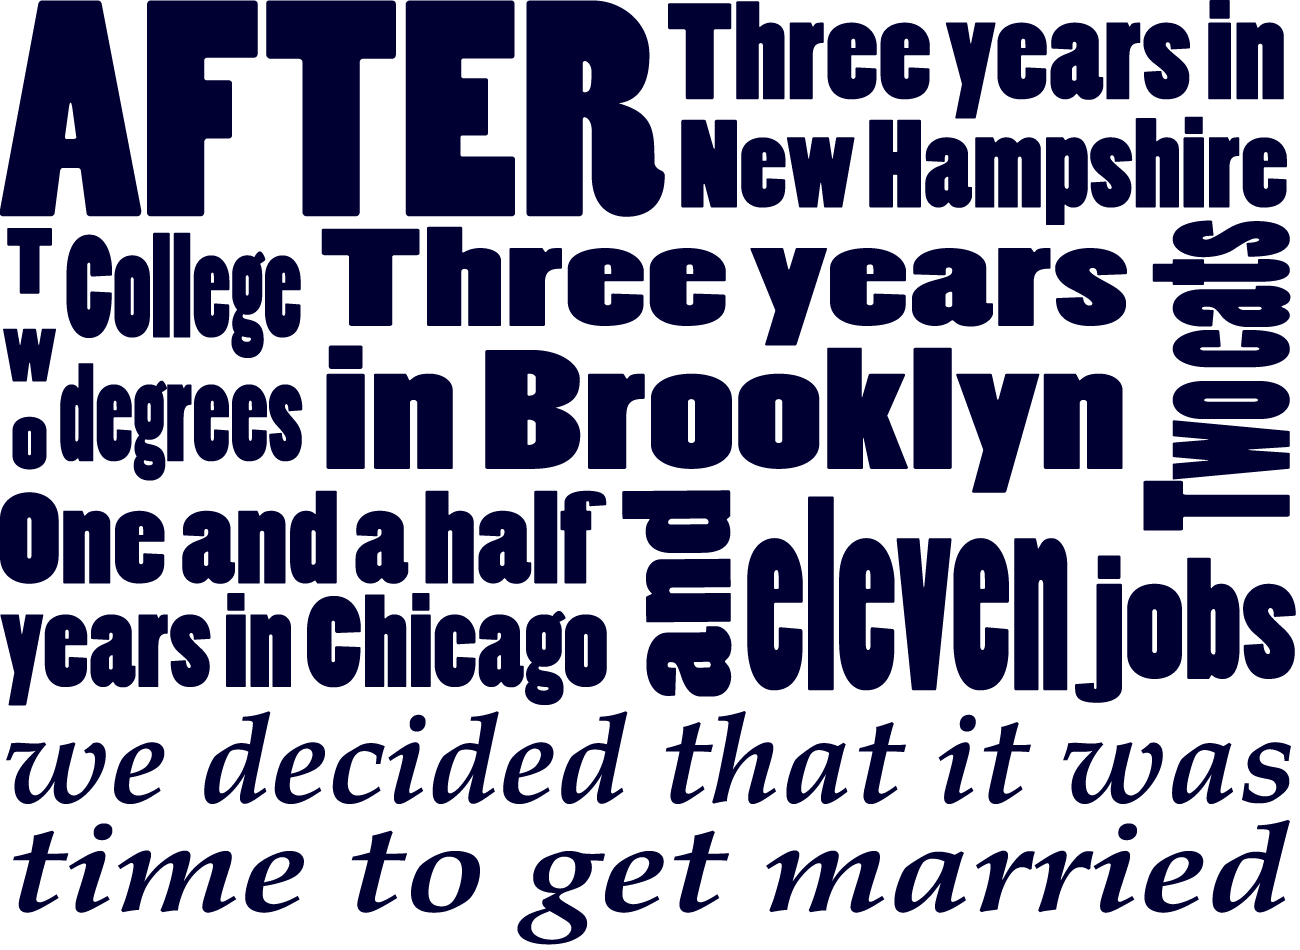 AFTER
Three years in
New Hampshire
Two
College
degrees
Three years
in Brooklyn
Two cats
One and a half
years in Chicago
and
eleven jobs
we decided that it was
time to get married